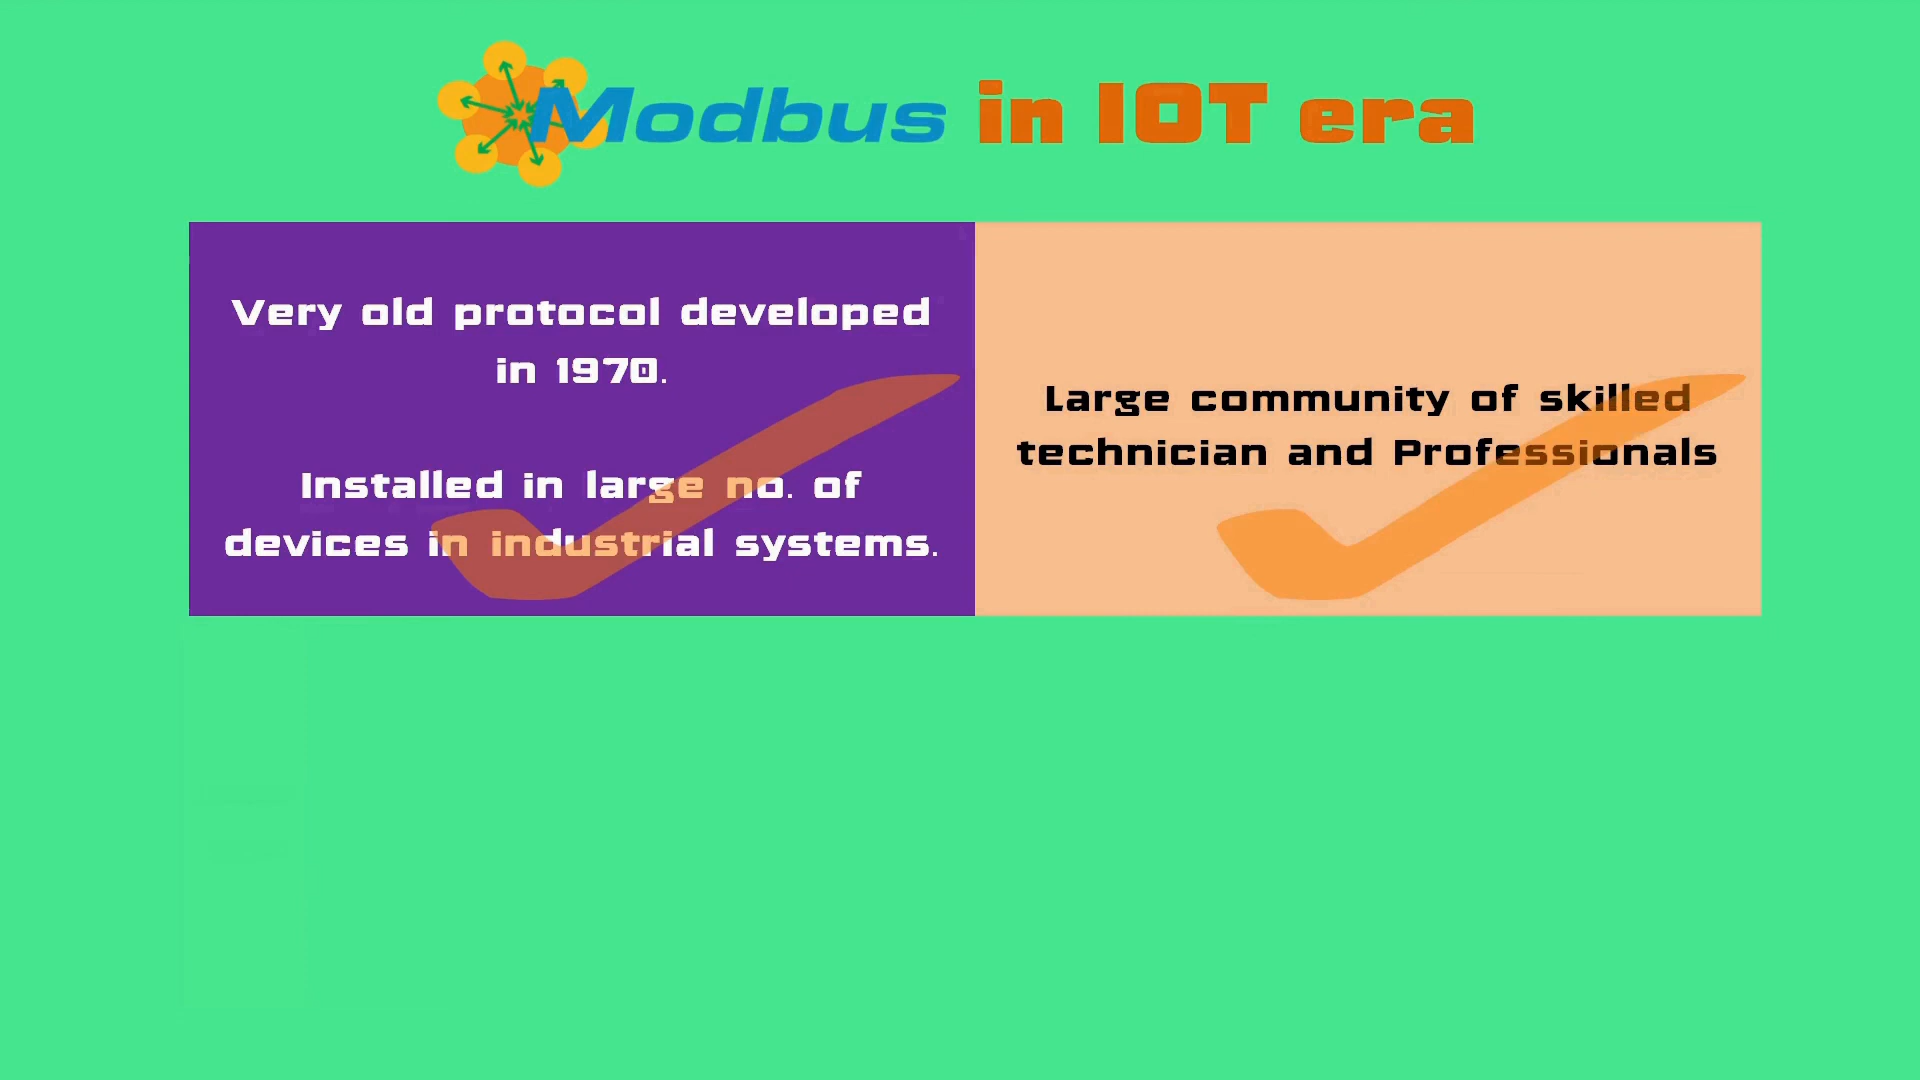 Modbus in IOT era
Very old protocol developed
in 1970.
Installed in large no. of
devices in industrial systems.
Large community of skilled
technician and Professionals